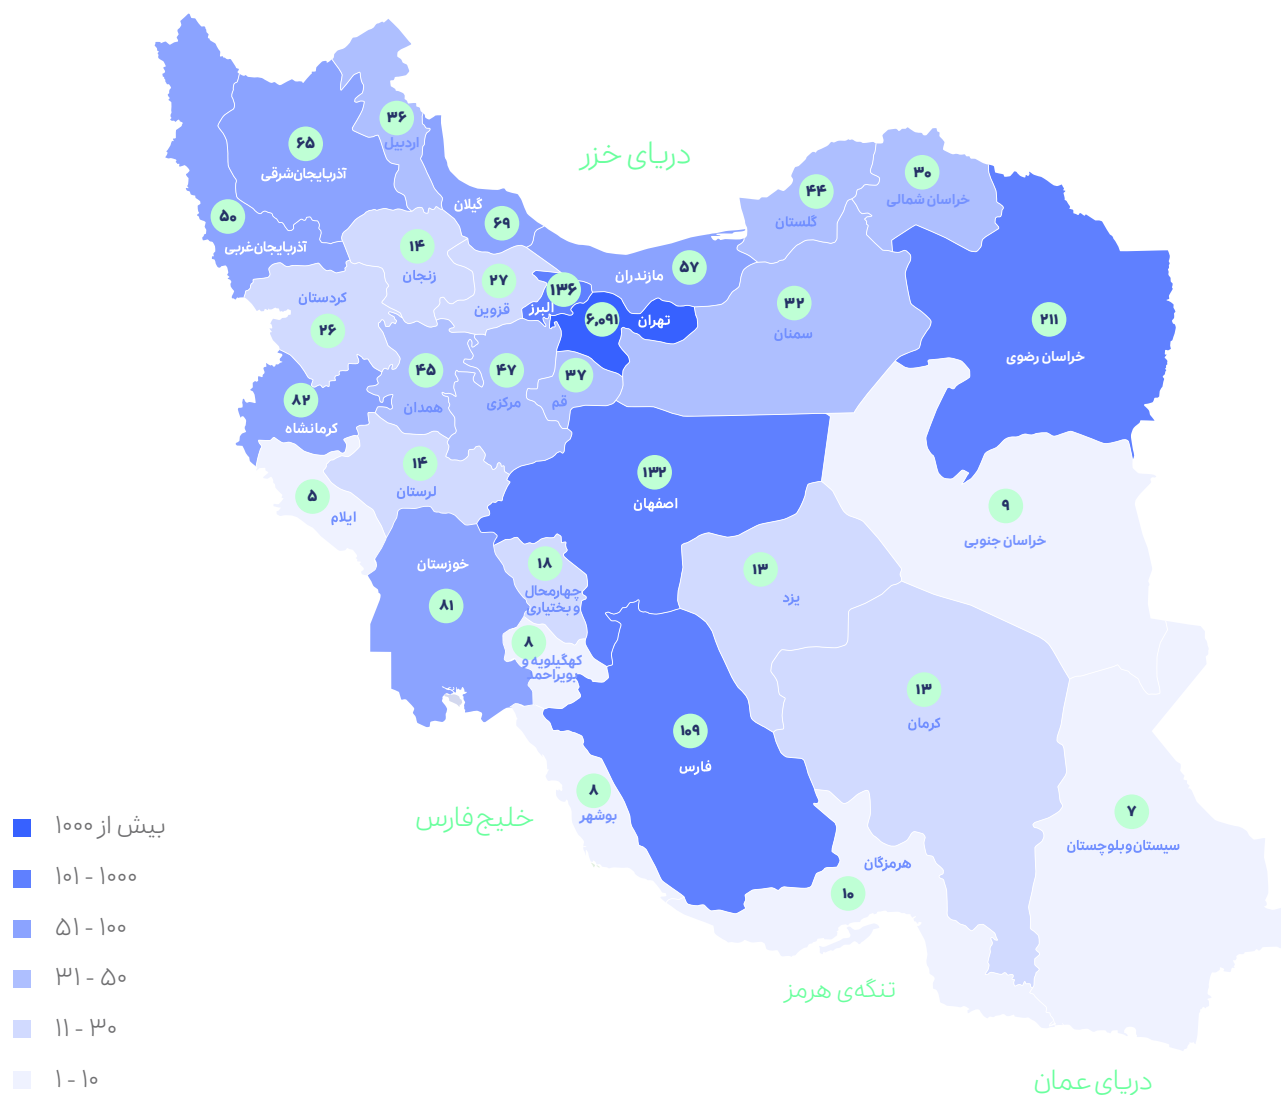 ۳۶
اردبیل
۶۵
آذربایجان‌شرقی
دریای خزر
۳۰
خراسان شمالی
۴۴
گلستان
گیلان
۶۹
۵۰
آذربایجان‌غربی
۱۴
زنجان
۵۷
مازندران
۲۷
قزوین
۱۳۶
البرز
۳۲
سمنان
۶,۰۹۱
تهران
۲۱۱
خراسان رضوی
کردستان
۲۶
۴۵
همدان
۴۷
مرکزی
۳۷
قم
۸۲
کرمانشاه
۱۴
لرستان
۱۳۲
اصفهان
۵
ایلام
۹
خراسان جنوبی
خوزستان
۸۱
۱۸
چهارمحال
و بختیاری
۱۳
یزد
۸
کهگیلویه و
بویراحمد
۱۳
کرمان
۱۰۹
فارس
۸
بوشهر
خلیج فارس
۷
سیستان‌و‌بلوچستان
هرمزگان
۱۰
تنگه‌ی هرمز
دریای عمان
بیش از ۱۰۰۰
۱۰۱ - ۱۰۰۰
۵۱ - ۱۰۰
۳۱ - ۵۰
۱۱ - ۳۰
۱ - ۱۰